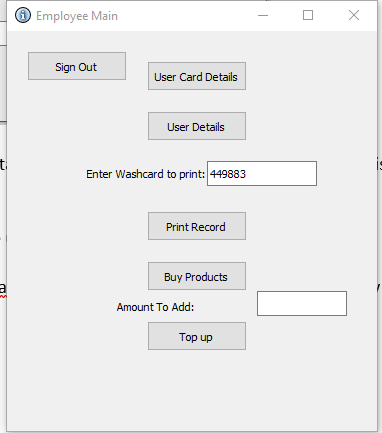 Employee Main
Sign Out
User Card Details
User Details
Enter Washcard to print: 449883
Print Record
Buy Products
Amount To Add:
Top up